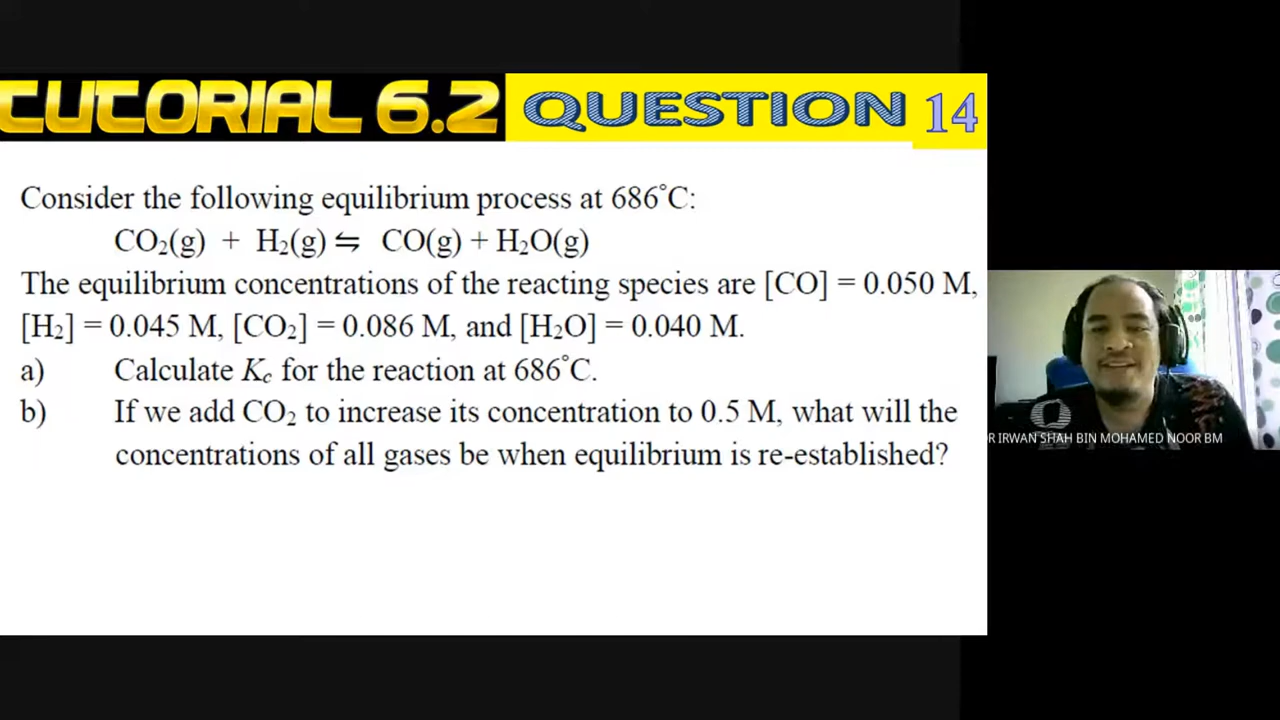 TUTORIAL 6.2 QUESTION 14
Consider the following equilibrium process at 686˚C:
CO₂(g) + H₂(g) ⇋ CO(g) + H₂O(g)
The equilibrium concentrations of the reacting species are [CO] = 0.050 M,
[H₂] = 0.045 M, [CO₂] = 0.086 M, and [H₂O] = 0.040 M.
a) Calculate Kc for the reaction at 686˚C.
b) If we add CO₂ to increase its concentration to 0.5 M, what will the
concentrations of all gases be when equilibrium is re-established?
IRWAN SHAH BIN MOHAMED NOOR BM